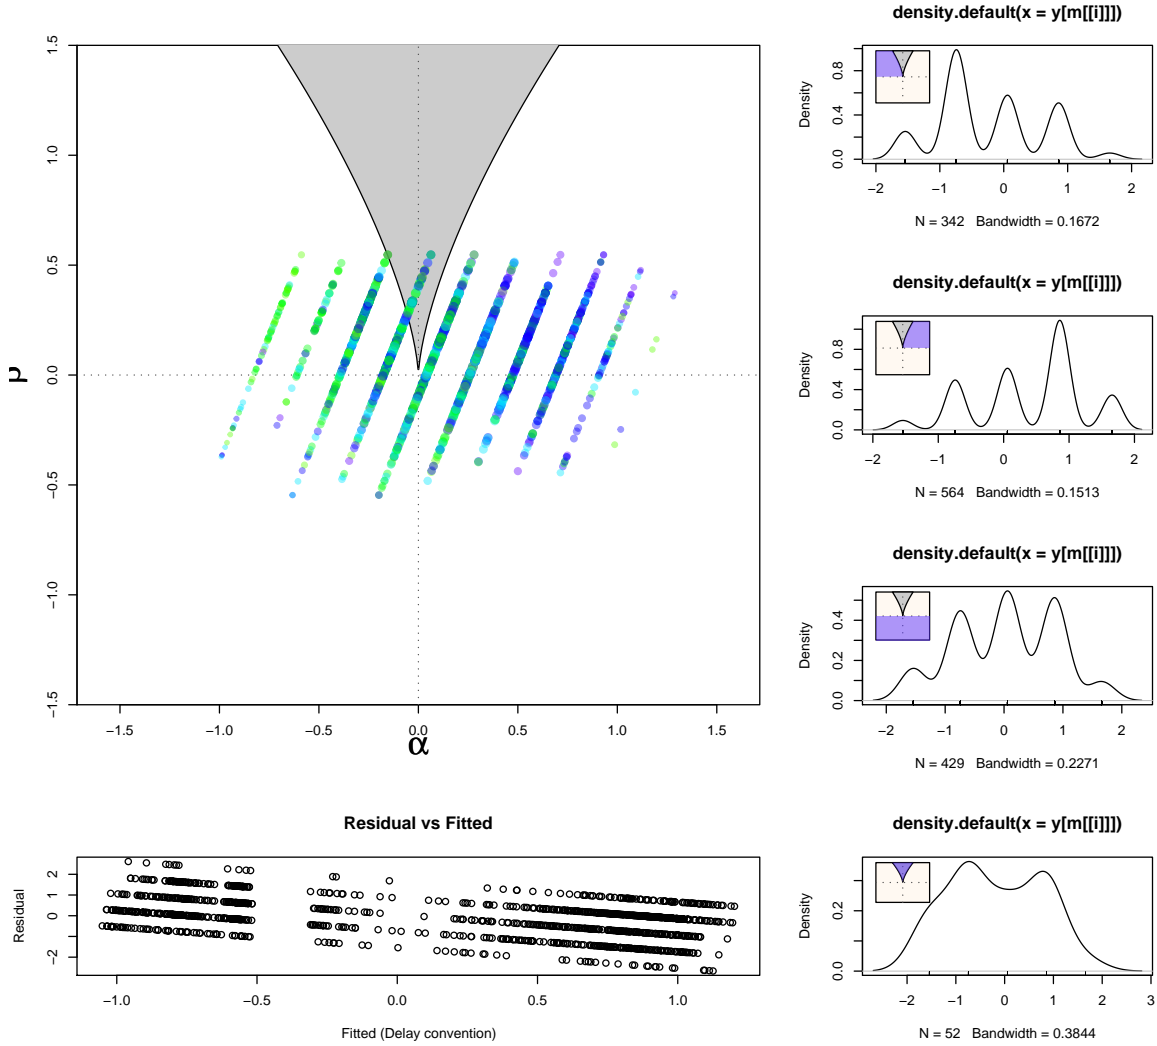 density.default(x = y[m[[i]]])
1.5
1.0
0.5
0.0
−0.5
−1.0
−1.5
−1.5 −1.0 −0.5 0.0 0.5 1.0 1.5
α
Density
0.0 0.4 0.8
−2 −1 0 1 2
N = 342 Bandwidth = 0.1672
density.default(x = y[m[[i]]])
Density
0.0 0.4 0.8
−2 −1 0 1 2
N = 564 Bandwidth = 0.1513
density.default(x = y[m[[i]]])
Density
0.0 0.2 0.4
−2 −1 0 1 2
N = 429 Bandwidth = 0.2271
Residual vs Fitted
Residual
−2 0 1 2
−1.0 −0.5 0.0 0.5 1.0
Fitted (Delay convention)
density.default(x = y[m[[i]]])
Density
0.0 0.2
−2 −1 0 1 2 3
N = 52 Bandwidth = 0.3844